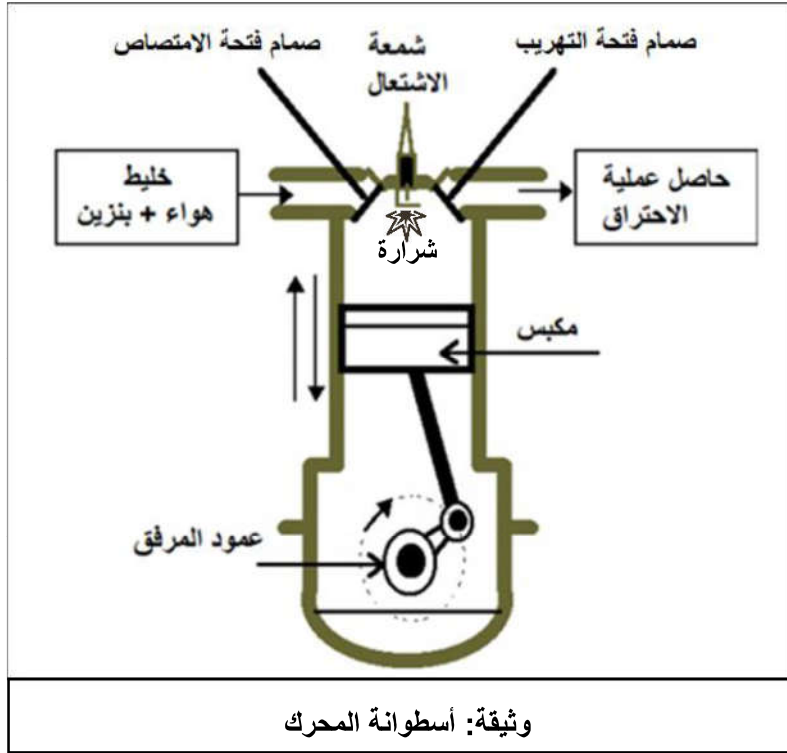 صمام فتحة الامتصاص
شمعة
الاشتعال
صمام فتحة التهريب
خليط
هواء + بنزين
حاصل عملية
الاحتراق
شرارة
مكبس
عمود المرفق
وثيقة: أسطوانة المحرك